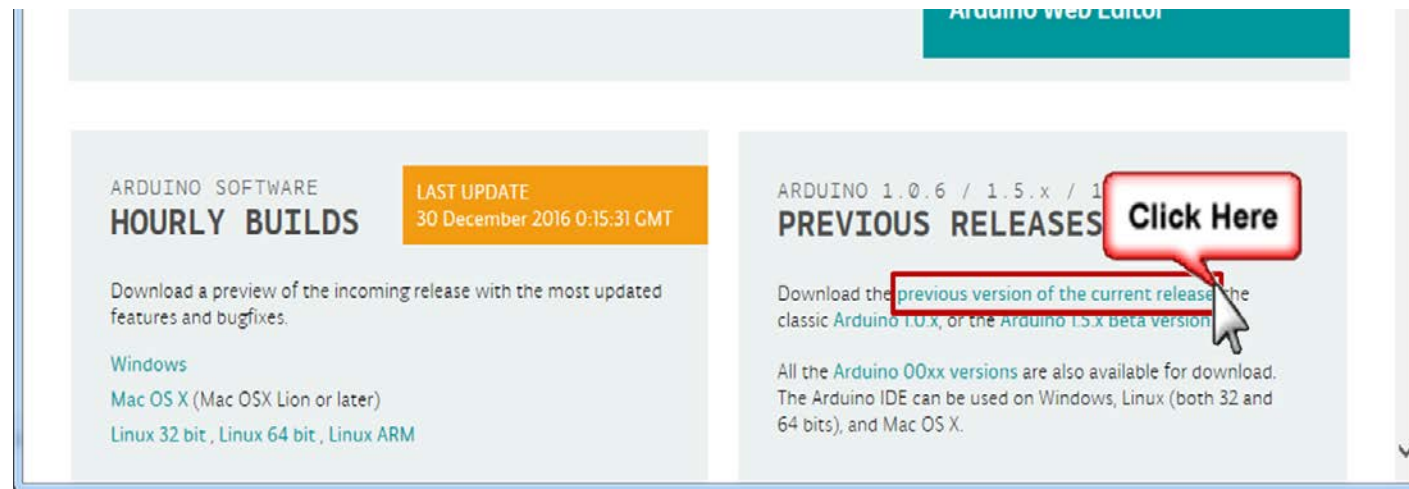 Arduino Web Editor
ARDUINO SOFTWARE
HOURLY BUILDS
LAST UPDATE
30 December 2016 0:15:31 GMT
Download a preview of the incoming release with the most updated
features and bugfixes.
Windows
Mac OS X (Mac OSX Lion or later)
Linux 32 bit , Linux 64 bit , Linux ARM
ARDUINO 1.0.6 / 1.5.x / 1
PREVIOUS RELEASES
Click Here
Download the previous version of the current release the
classic Arduino 1.0.x, or the Arduino 1.5.x Beta version
All the Arduino 00xx versions are also available for download.
The Arduino IDE can be used on Windows, Linux (both 32 and
64 bits), and Mac OS X.